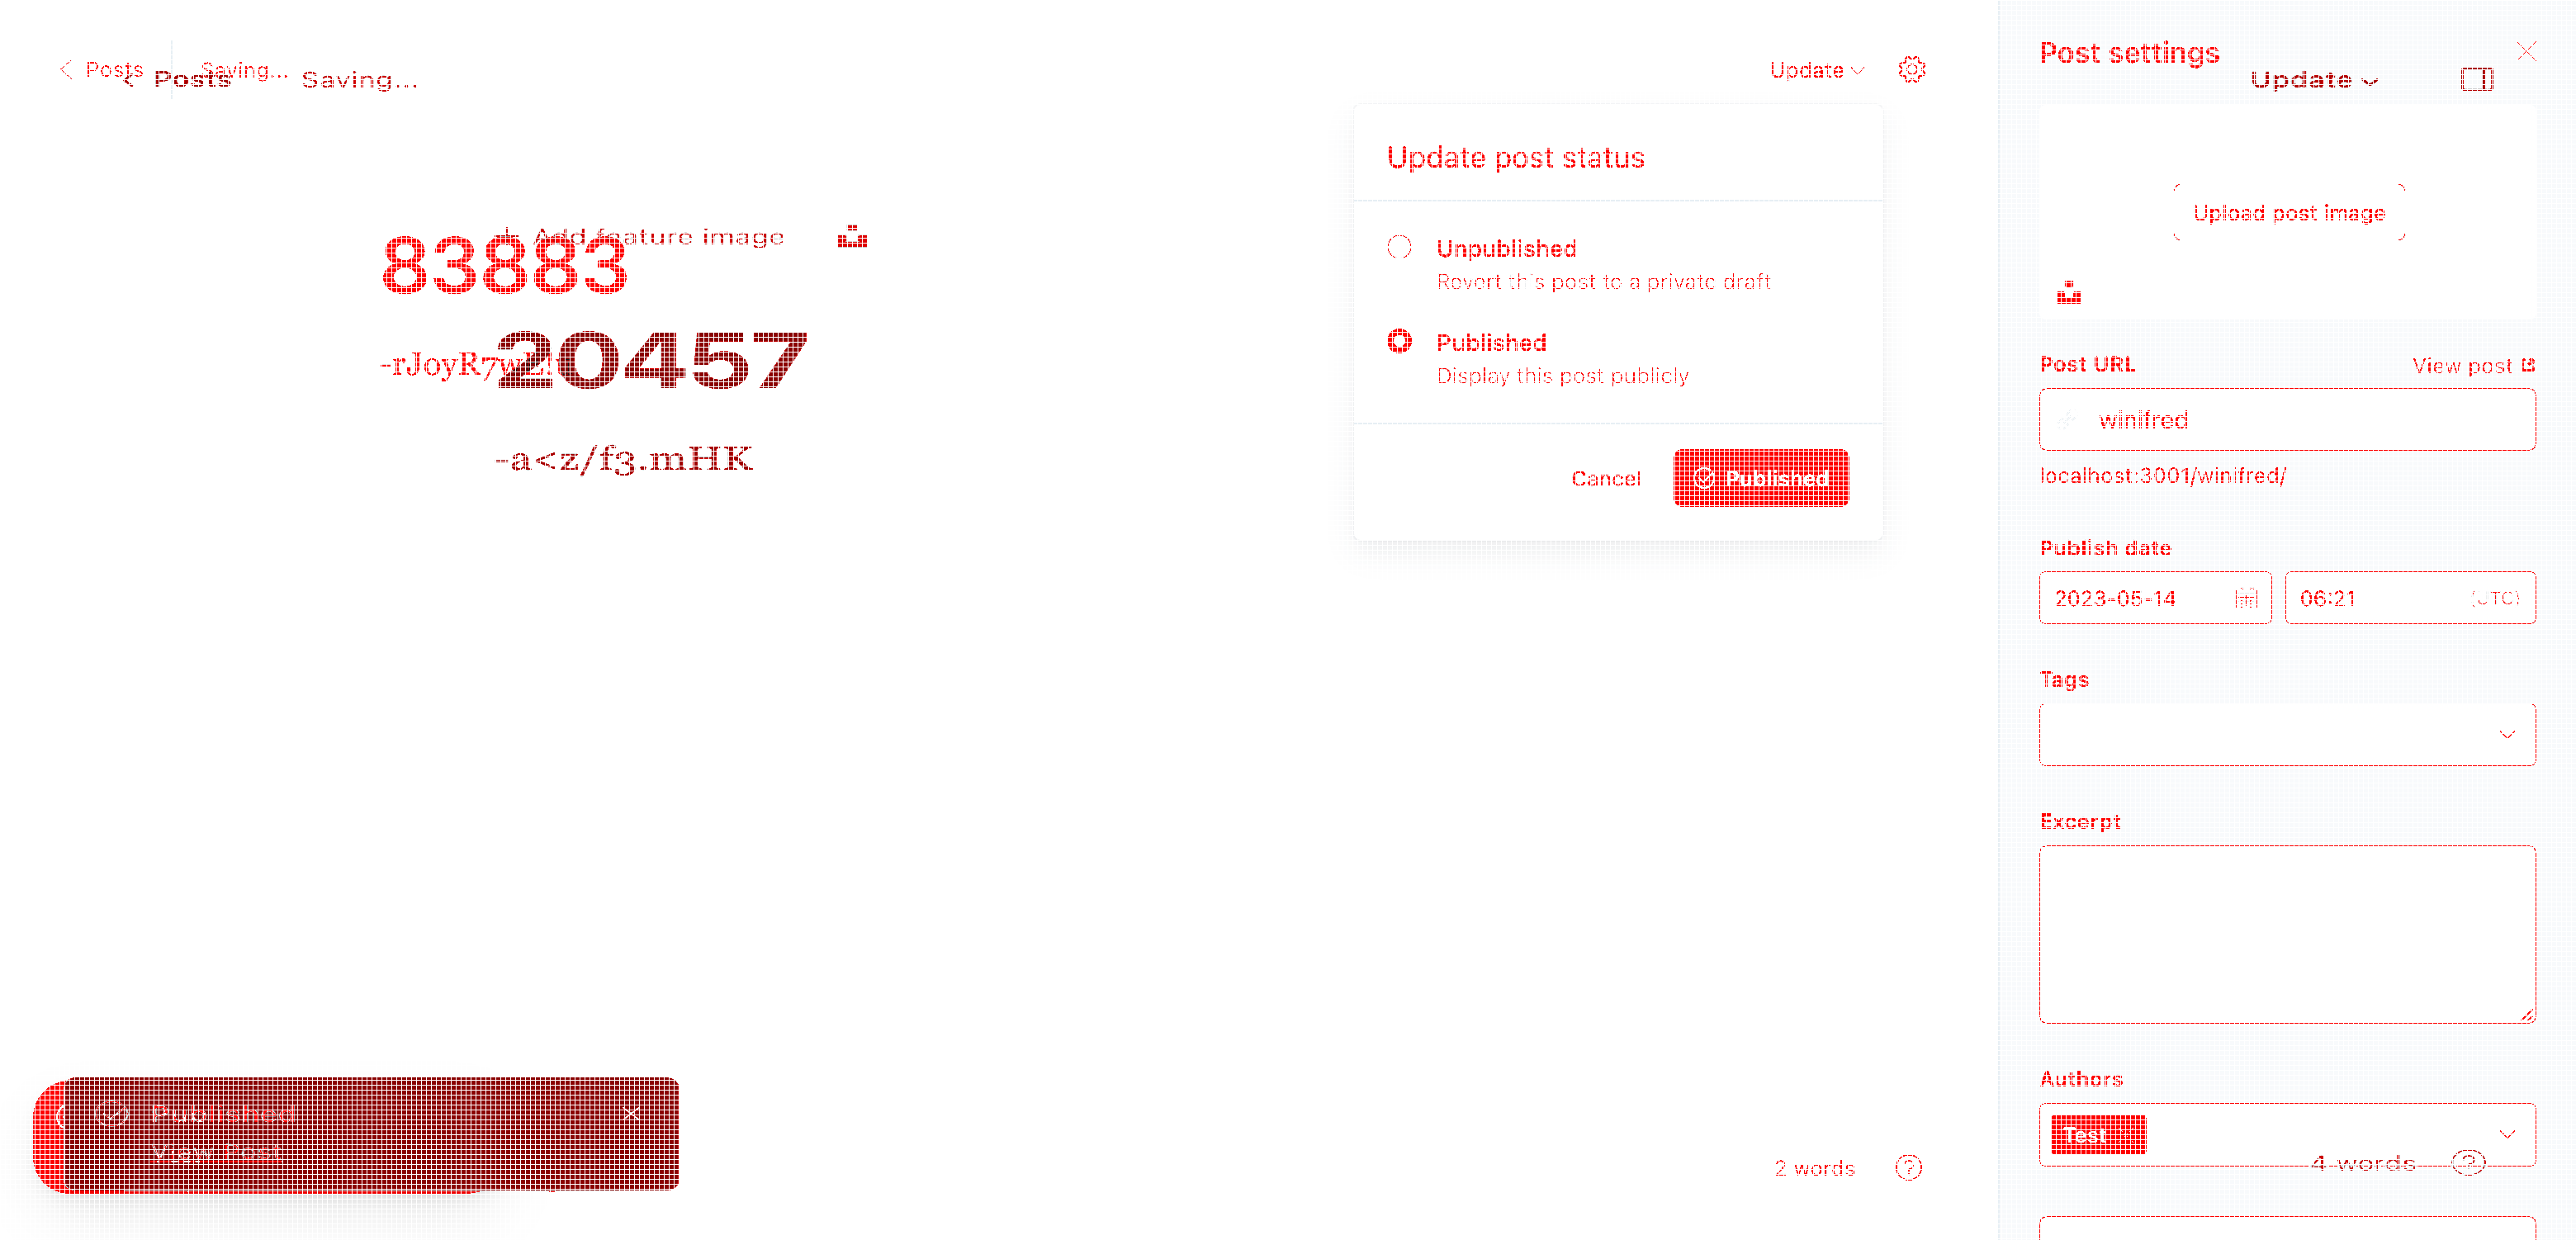 Posts
Saving...
Posts
Saving...
Update
Post settings
Update
Update post status
Upload post image
Add feature image
83883
Unpublished
Revert this post to a private draft
20457
Published
Display this post publicly
Post URL
View post
winifred
-a<z/f3.mHK
Cancel
Published
localhost:3001/winifred/
Publish date
2023-05-14
06:21
(UTC)
Tags
Excerpt
Authors
Published
Test
View Post
2 words
4 words